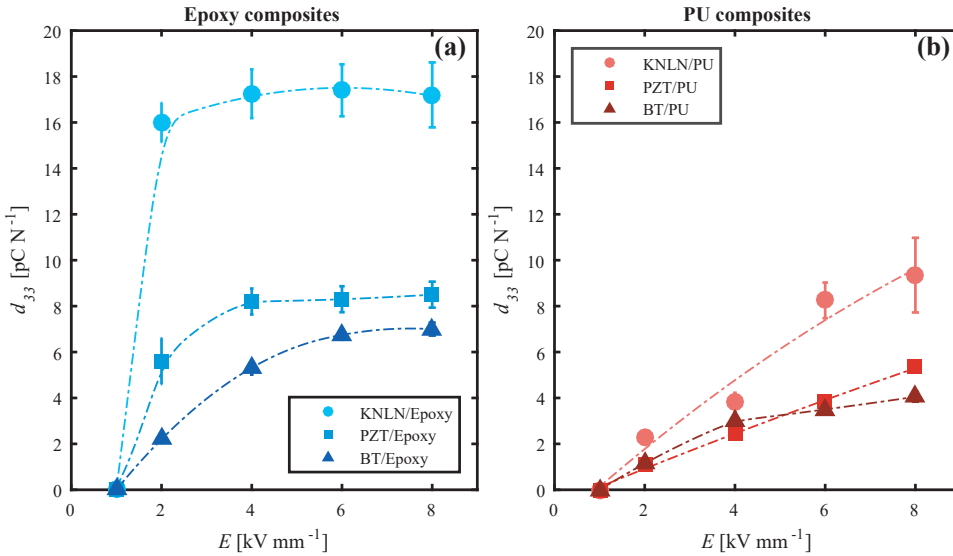 Epoxy composites
(a)
20
18
16
14
12
10
8
6
4
2
0
d33 [pC N-1]
KNLN/Epoxy
PZT/Epoxy
BT/Epoxy
0 2 4 6 8
E [kV mm-1]
PU composites
(b)
KNLN/PU
PZT/PU
BT/PU
20
18
16
14
12
10
8
6
4
2
0
d33 [pC N-1]
0 2 4 6 8
E [kV mm-1]